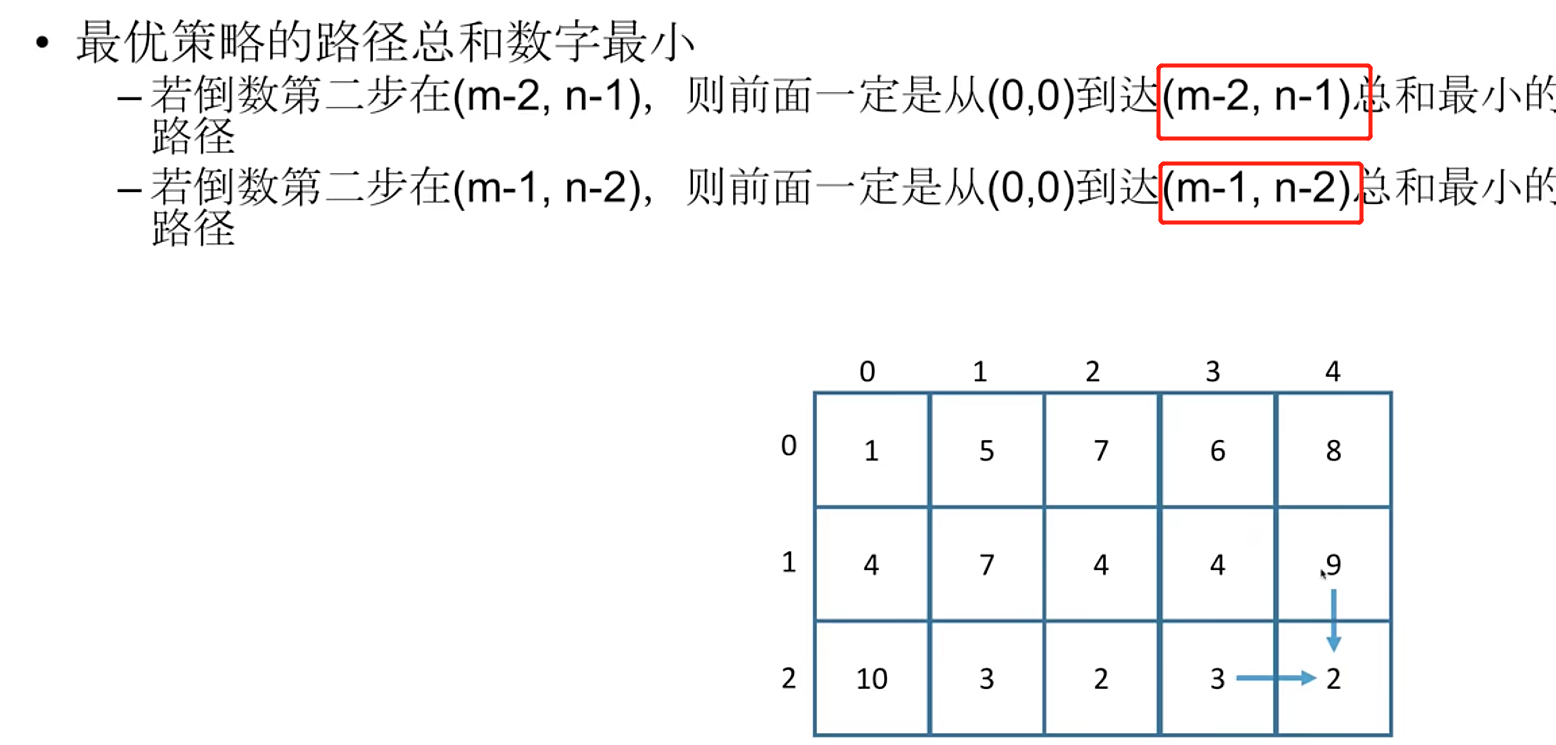 • 最优策略的路径总和数字最小
– 若倒数第二步在(m-2, n-1)，则前面一定是从(0,0)到达(m-2, n-1)总和最小的
路径
– 若倒数第二步在(m-1, n-2)，则前面一定是从(0,0)到达(m-1, n-2)总和最小的
路径
0 1 2 3 4
0 1 5 7 6 8
1 4 7 4 4 9
2 10 3 2 3 2